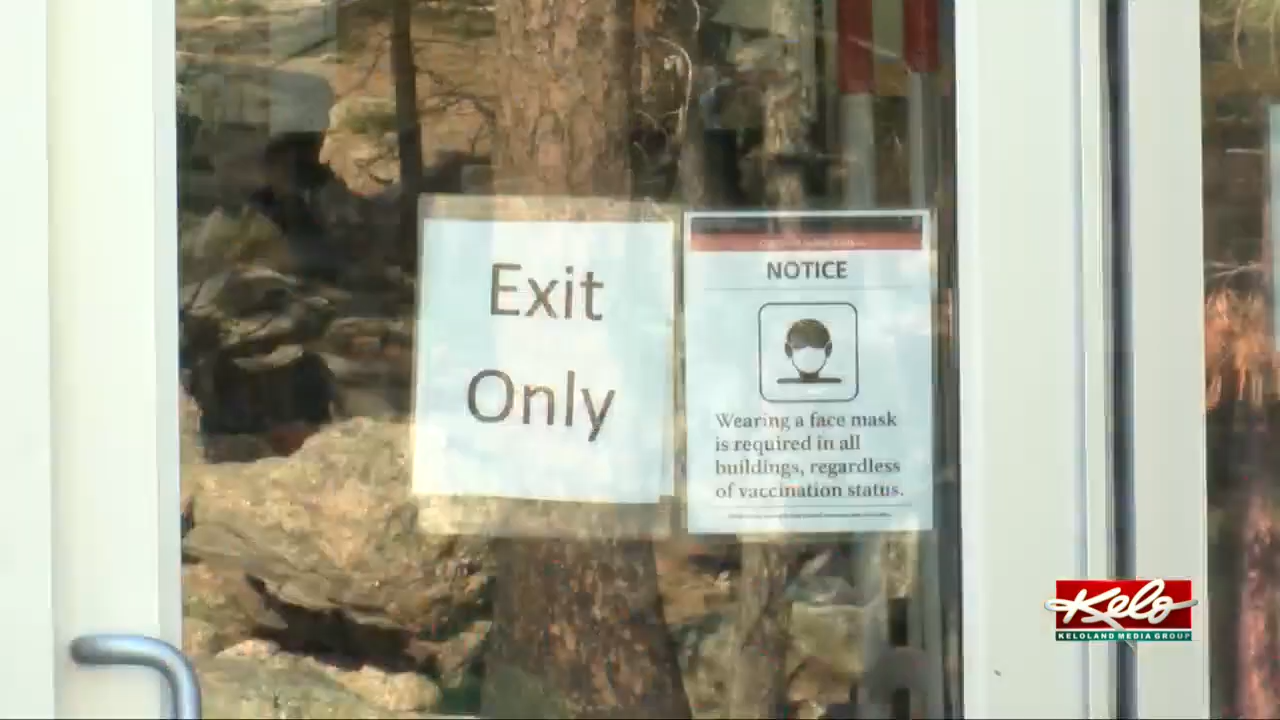 Exit
Only
NOTICE
Wearing a face mask
is required in all
buildings, regardless
of vaccination status.
Kelo
KELOLAND MEDIA GROUP